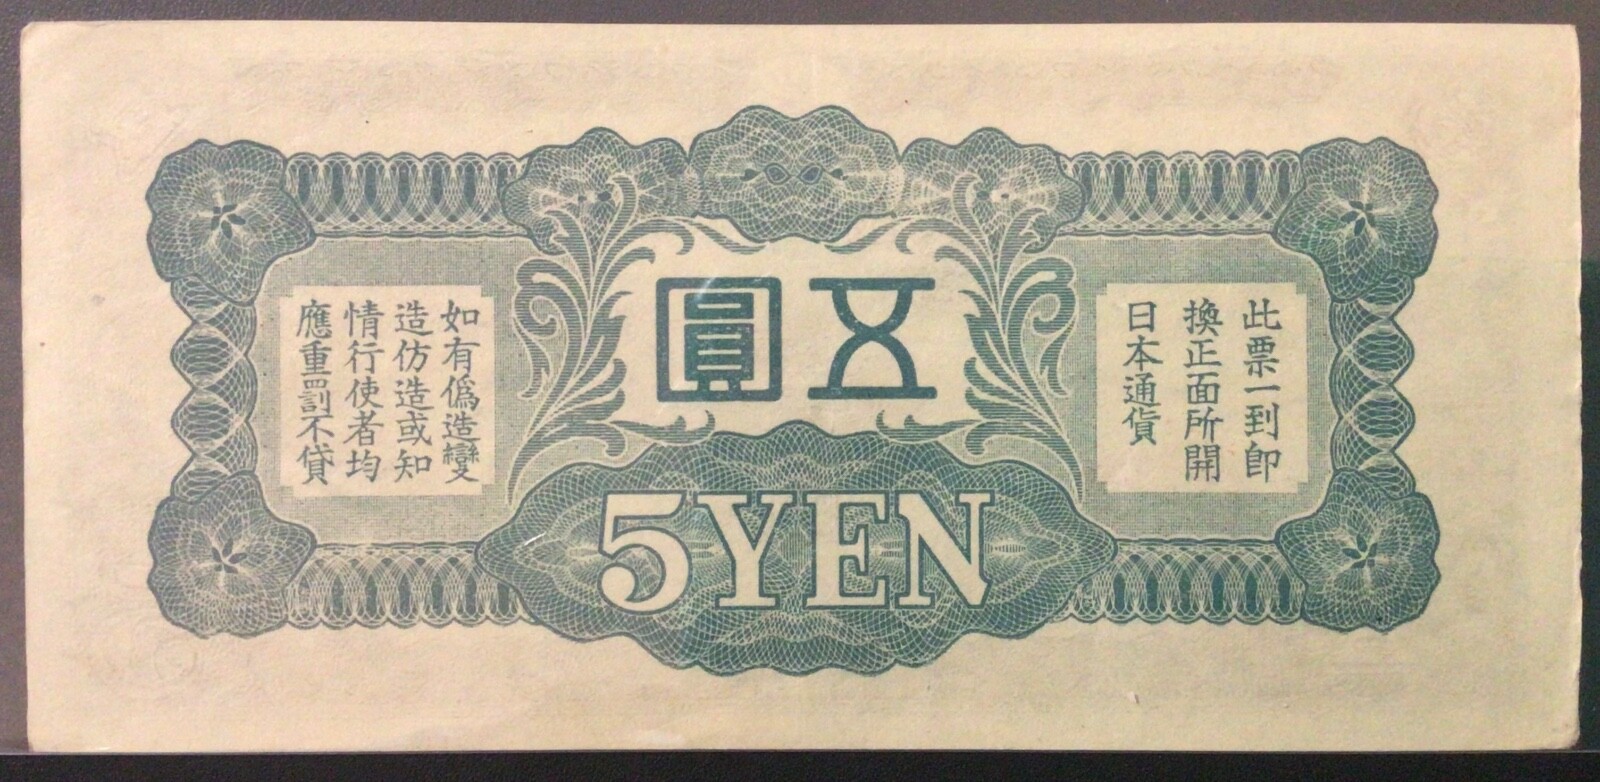 五圓
此票一到卽
換正面所開
日本通貨
如有僞造變
造仿造或知
情行使者均
應重罰不貸
5YEN